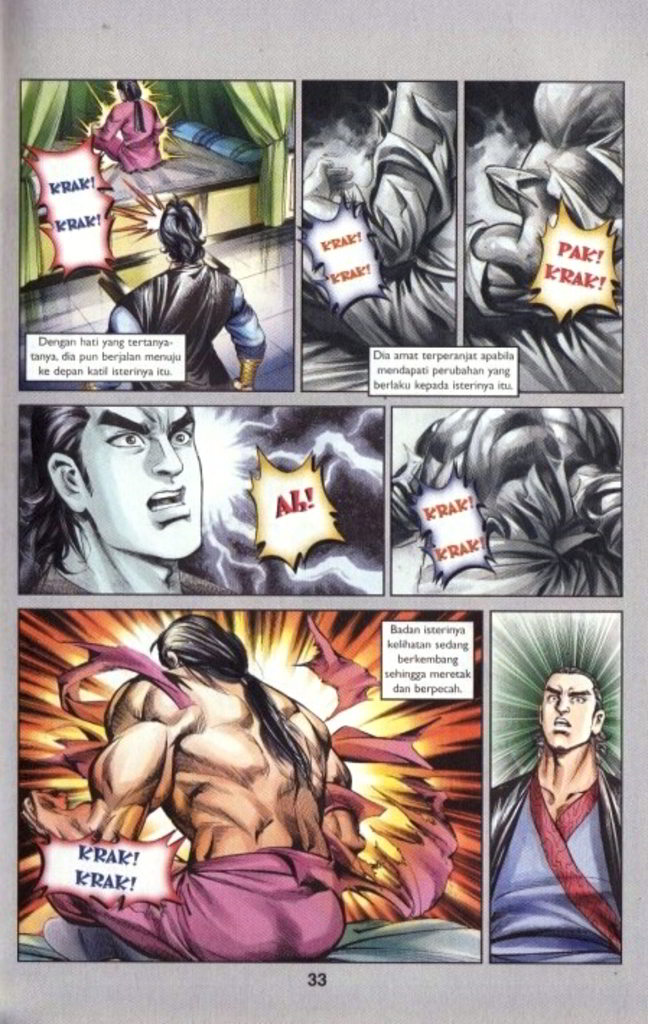 KRAK!
KRAK!
Dengan hati yang tertanya-
tanya, dia pun berjalan menuju
ke depan katil isterinya itu.
KRAK!
KRAK!
PAK!
KRAK!
Dia amat terperanjat apabila
mendapati perubahan yang
berlaku kepada isterinya itu.
AH!
KRAK!
KRAK!
Badan isterinya
kelihatan sedang
berkembang
sehingga meretak
dan berpecah.
KRAK!
KRAK!
33